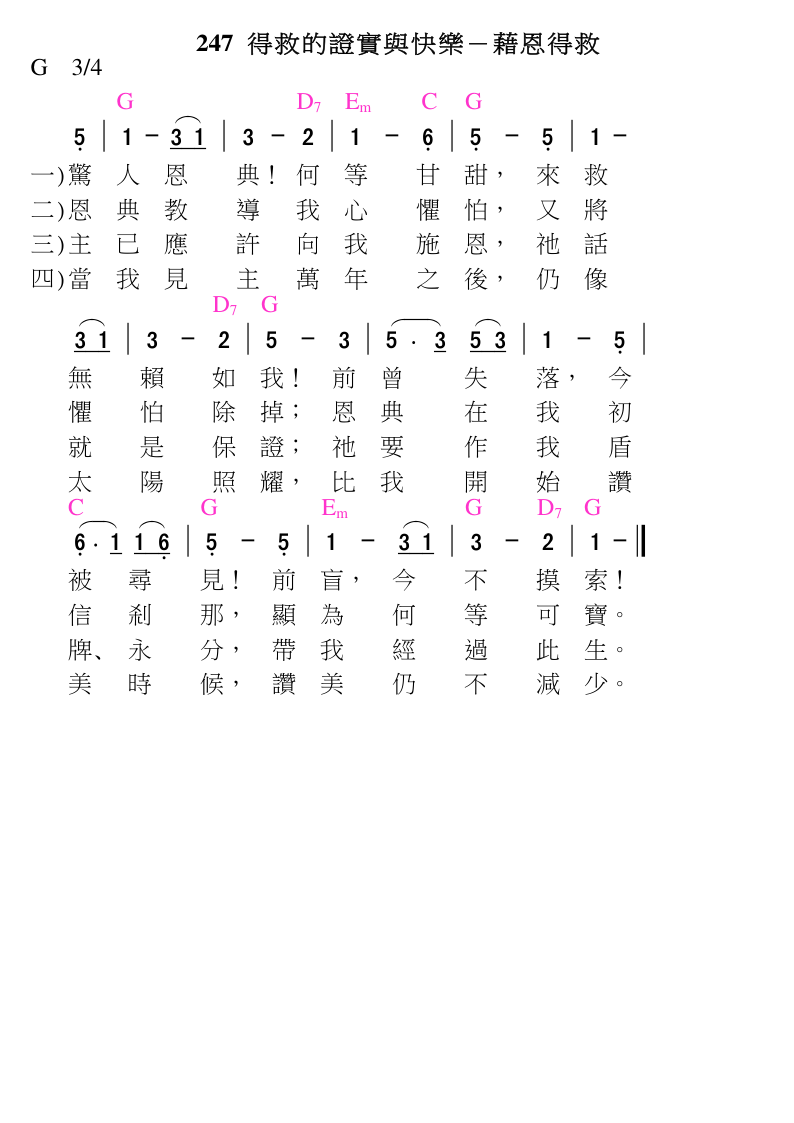 247 得救的證實與快樂－藉恩得救
G 3/4
G D7 Em C G
5 | 1 － 3 1 | 3 － 2 | 1 － 6 | 5 － 5 | 1 －
一)驚 人 恩 典！何 等 甘 甜， 來 救
二)恩 典 教 導 我 心 懼 怕， 又 將
三)主 已 應 許 向 我 施 恩， 祂 話
四)當 我 見 主 萬 年 之 後， 仍 像
D7 G
3 1 | 3 － 2 | 5 － 3 | 5 · 3 5 3 | 1 － 5 |
無 賴 如 我！ 前 曾 失 落， 今
懼 怕 除 掉； 恩 典 在 我 初
就 是 保 證； 祂 要 作 我 盾
太 陽 照 耀， 比 我 開 始 讚
C G Em G D7 G
6 · 1 1 6 | 5 － 5 | 1 － 3 1 | 3 － 2 | 1 － ‖
被 尋 見！ 前 盲， 今 不 摸 索！
信 剎 那， 顯 為 何 等 可 寶。
牌、 永 分， 帶 我 經 過 此 生。
美 時 候， 讚 美 仍 不 減 少。